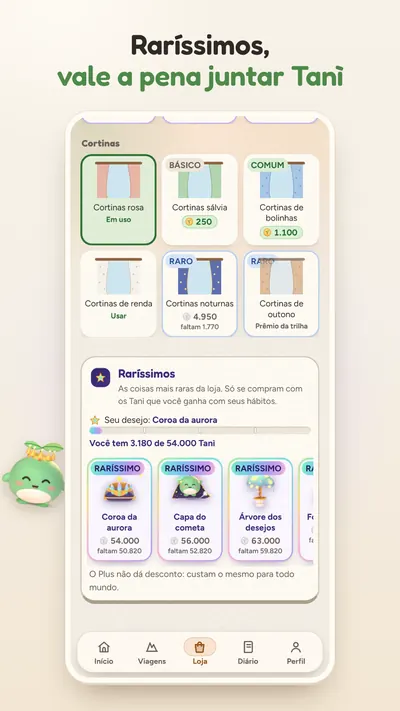 Raríssimos,
vale a pena juntar Tani
Cortinas
Cortinas rosa
Em uso
BÁSICO
Cortinas sálvia
250
COMUM
Cortinas de
bolinhas
1.100
Cortinas de renda
Usar
RARO
Cortinas noturnas
4.950
faltam 1.770
RARO
Cortinas de
outono
Prêmio da trilha
Raríssimos
As coisas mais raras da loja. Só se compram com
os Tani que você ganha com seus hábitos.
Seu desejo: Coroa da aurora
Você tem 3.180 de 54.000 Tani
RARÍSSIMO
Coroa da
aurora
54.000
faltam 50.820
RARÍSSIMO
Capa do
cometa
56.000
faltam 52.820
RARÍSSIMO
Árvore dos
desejos
63.000
faltam 59.820
O Plus não dá desconto: custam o mesmo para todo
mundo.
Início
Viagens
Loja
Diário
Perfil